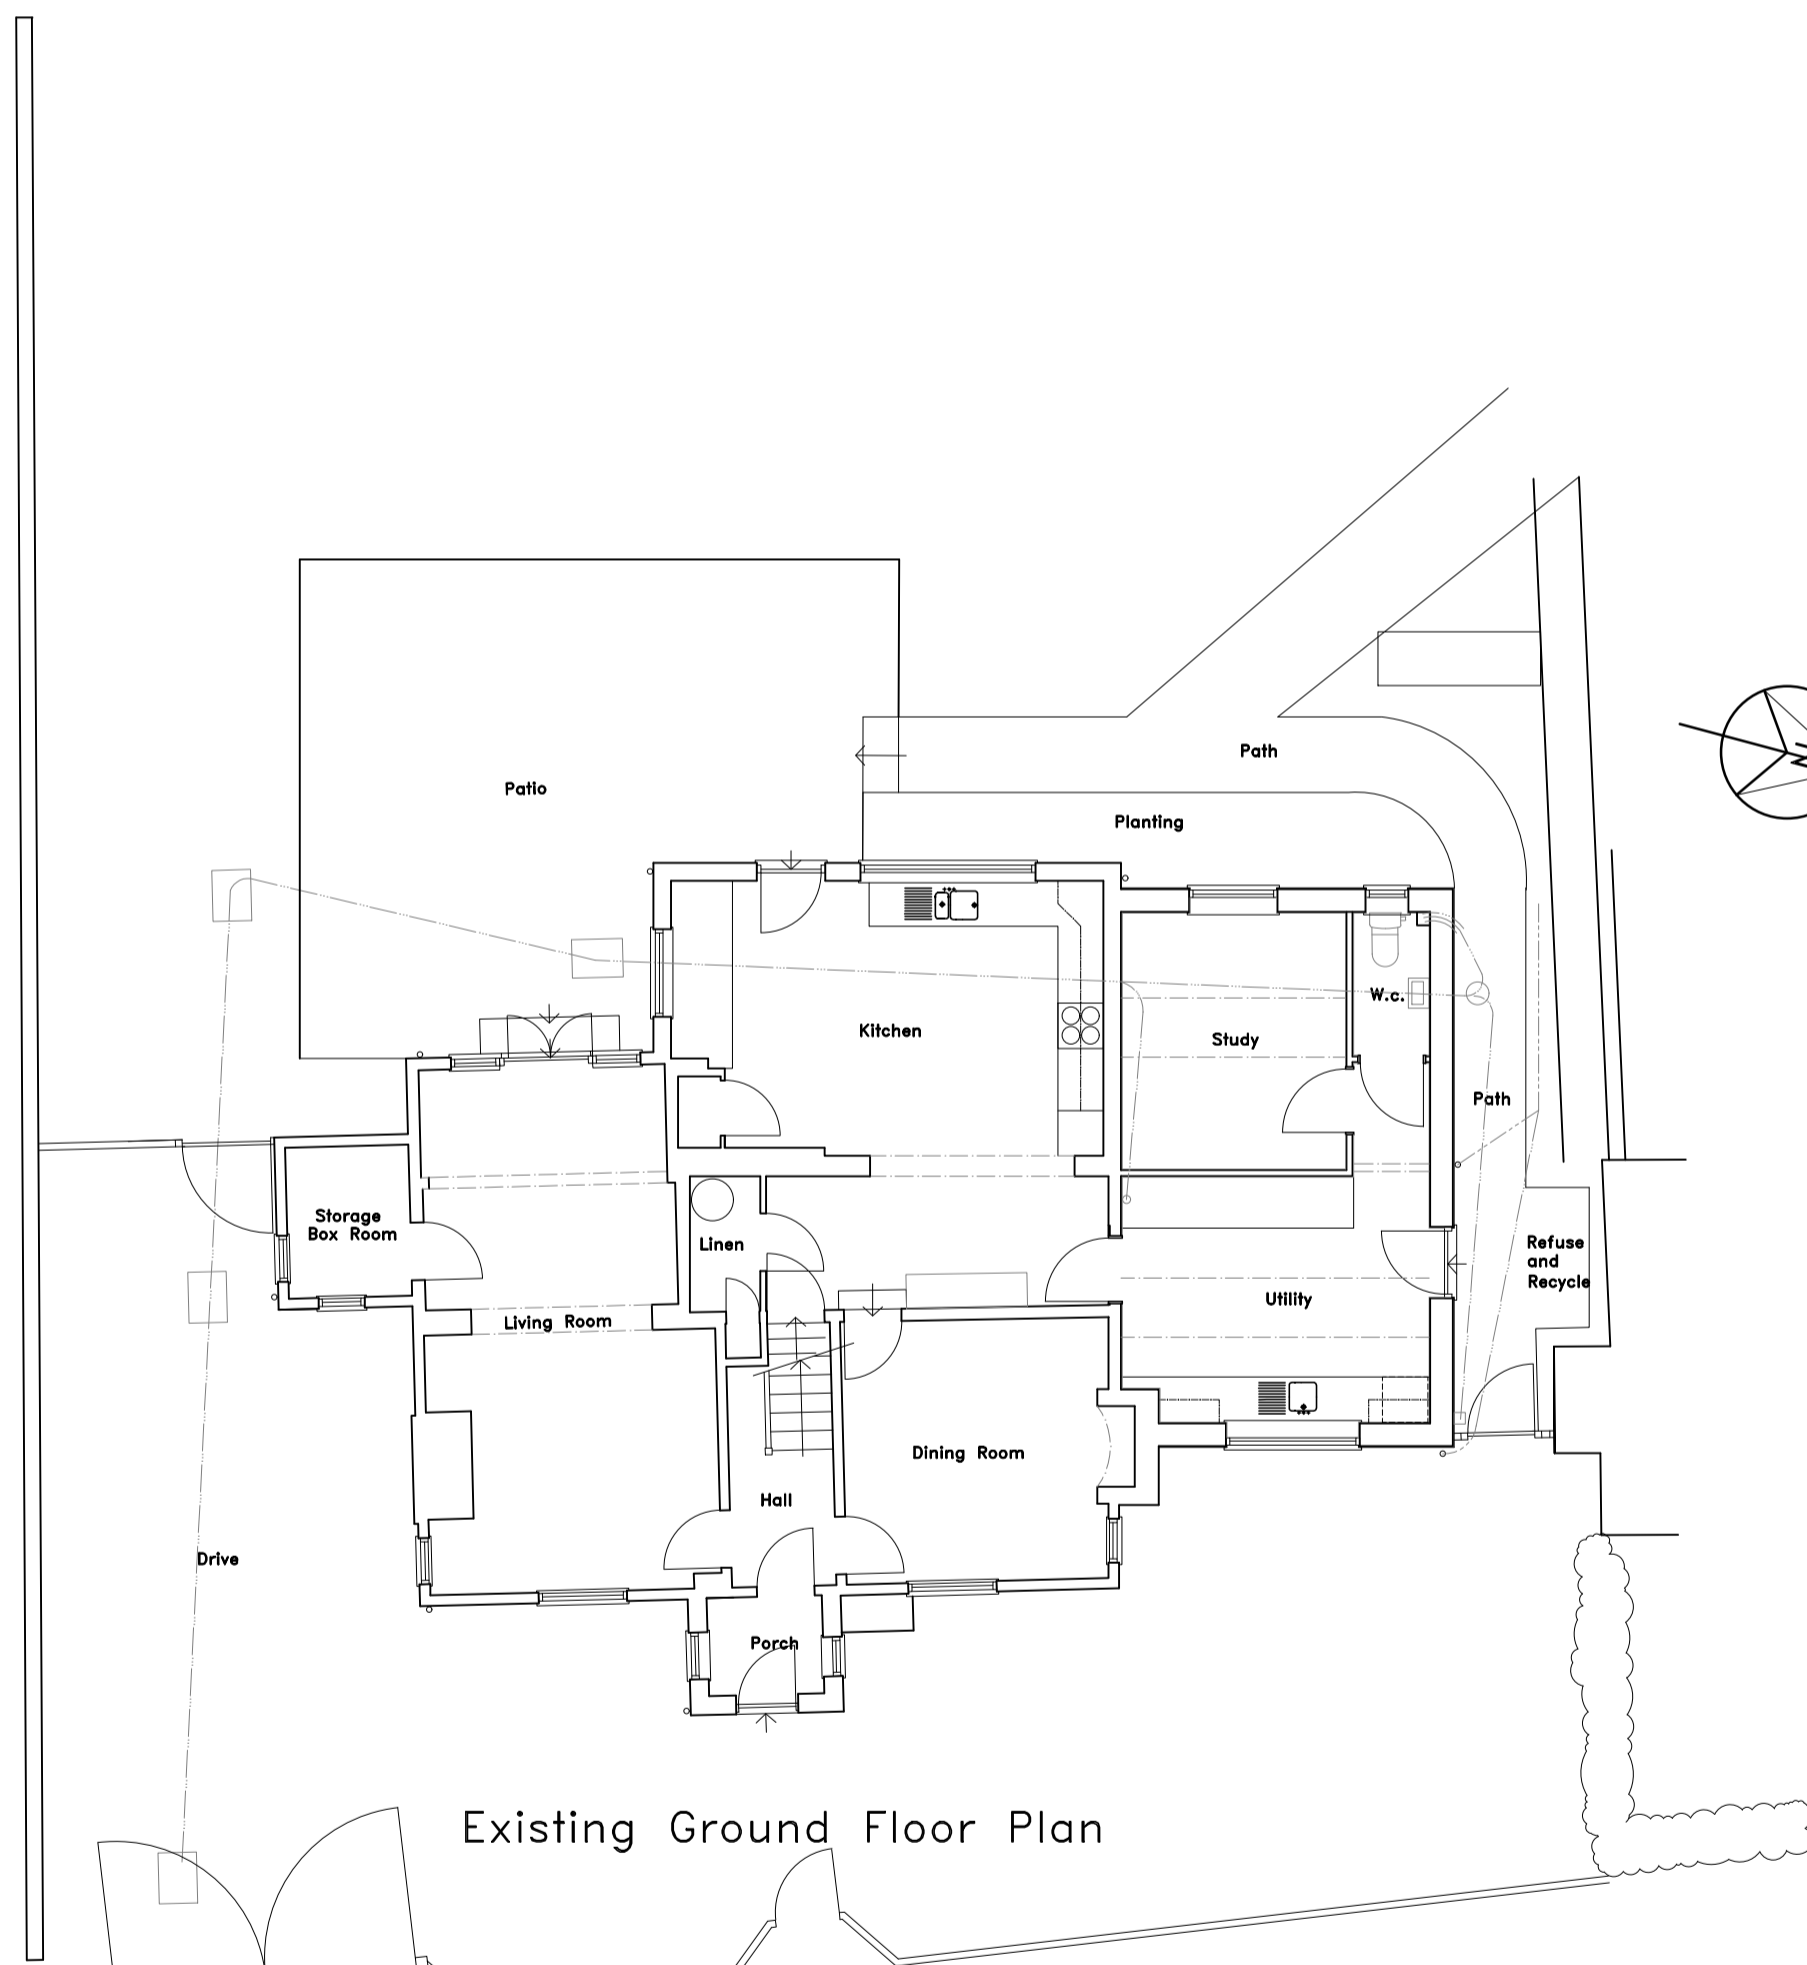 Path
Patio
Planting
W.c.
Kitchen
Study
Path
Storage
Box Room
Linen
Refuse
and
Recycle
Utility
Living Room
Dining Room
Hall
Drive
Porch
Existing Ground Floor Plan